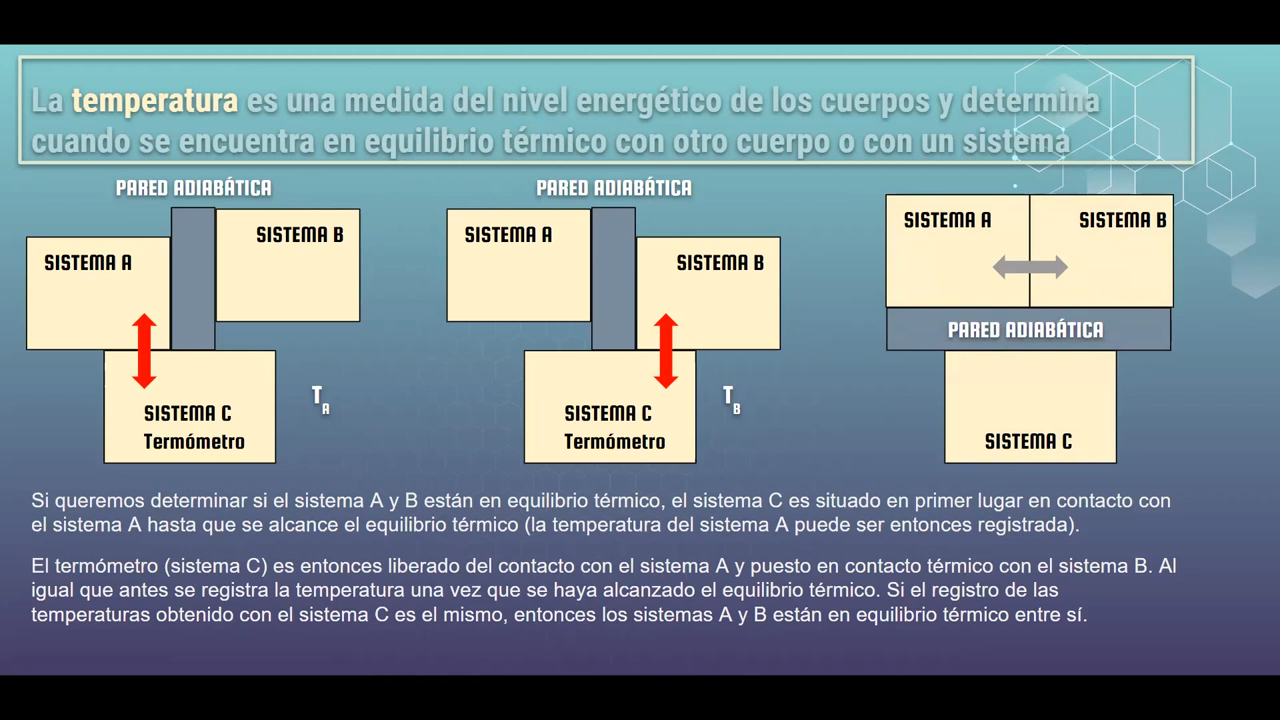 La temperatura es una medida del nivel energético de los cuerpos y determina
cuando se encuentra en equilibrio térmico con otro cuerpo o con un sistema
PARED ADIABÁTICA
SISTEMA A
SISTEMA B
SISTEMA C
Termómetro
TA
PARED ADIABÁTICA
SISTEMA A
SISTEMA B
SISTEMA C
Termómetro
TB
SISTEMA A
SISTEMA B
PARED ADIABÁTICA
SISTEMA C
Si queremos determinar si el sistema A y B están en equilibrio térmico, el sistema C es situado en primer lugar en contacto con
el sistema A hasta que se alcance el equilibrio térmico (la temperatura del sistema A puede ser entonces registrada).
El termómetro (sistema C) es entonces liberado del contacto con el sistema A y puesto en contacto térmico con el sistema B. Al
igual que antes se registra la temperatura una vez que se haya alcanzado el equilibrio térmico. Si el registro de las
temperaturas obtenido con el sistema C es el mismo, entonces los sistemas A y B están en equilibrio térmico entre sí.